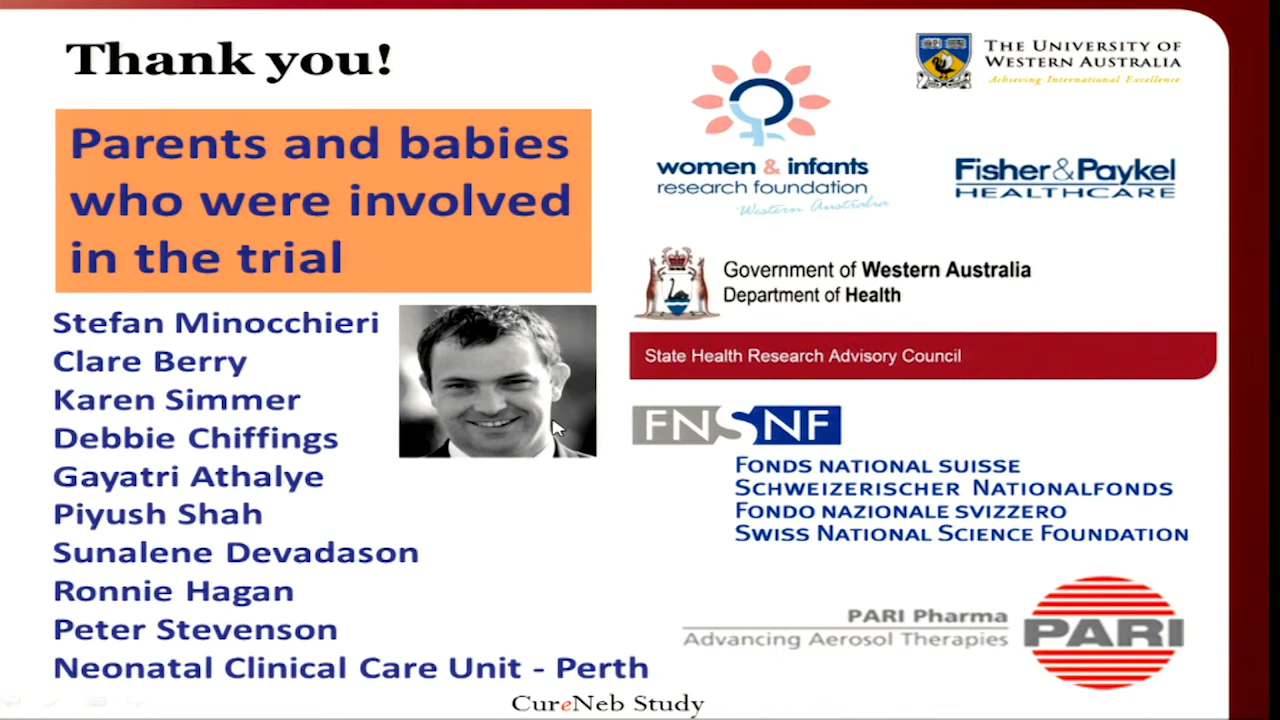 Thank you!
Parents and babies
who were involved
in the trial
Stefan Minocchieri
Clare Berry
Karen Simmer
Debbie Chiffings
Gayatri Athalye
Piyush Shah
Sunalene Devadason
Ronnie Hagan
Peter Stevenson
Neonatal Clinical Care Unit - Perth
THE UNIVERSITY OF
WESTERN AUSTRALIA
Achieving International Excellence
women & infants
research foundation
Western Australia
Fisher&Paykel
HEALTHCARE
Government of Western Australia
Department of Health
State Health Research Advisory Council
FNSNF
FONDS NATIONAL SUISSE
SCHWEIZERISCHER NATIONALFONDS
FONDO NAZIONALE SVIZZERO
SWISS NATIONAL SCIENCE FOUNDATION
PARI Pharma
Advancing Aerosol Therapies
PARI
CureNeb Study